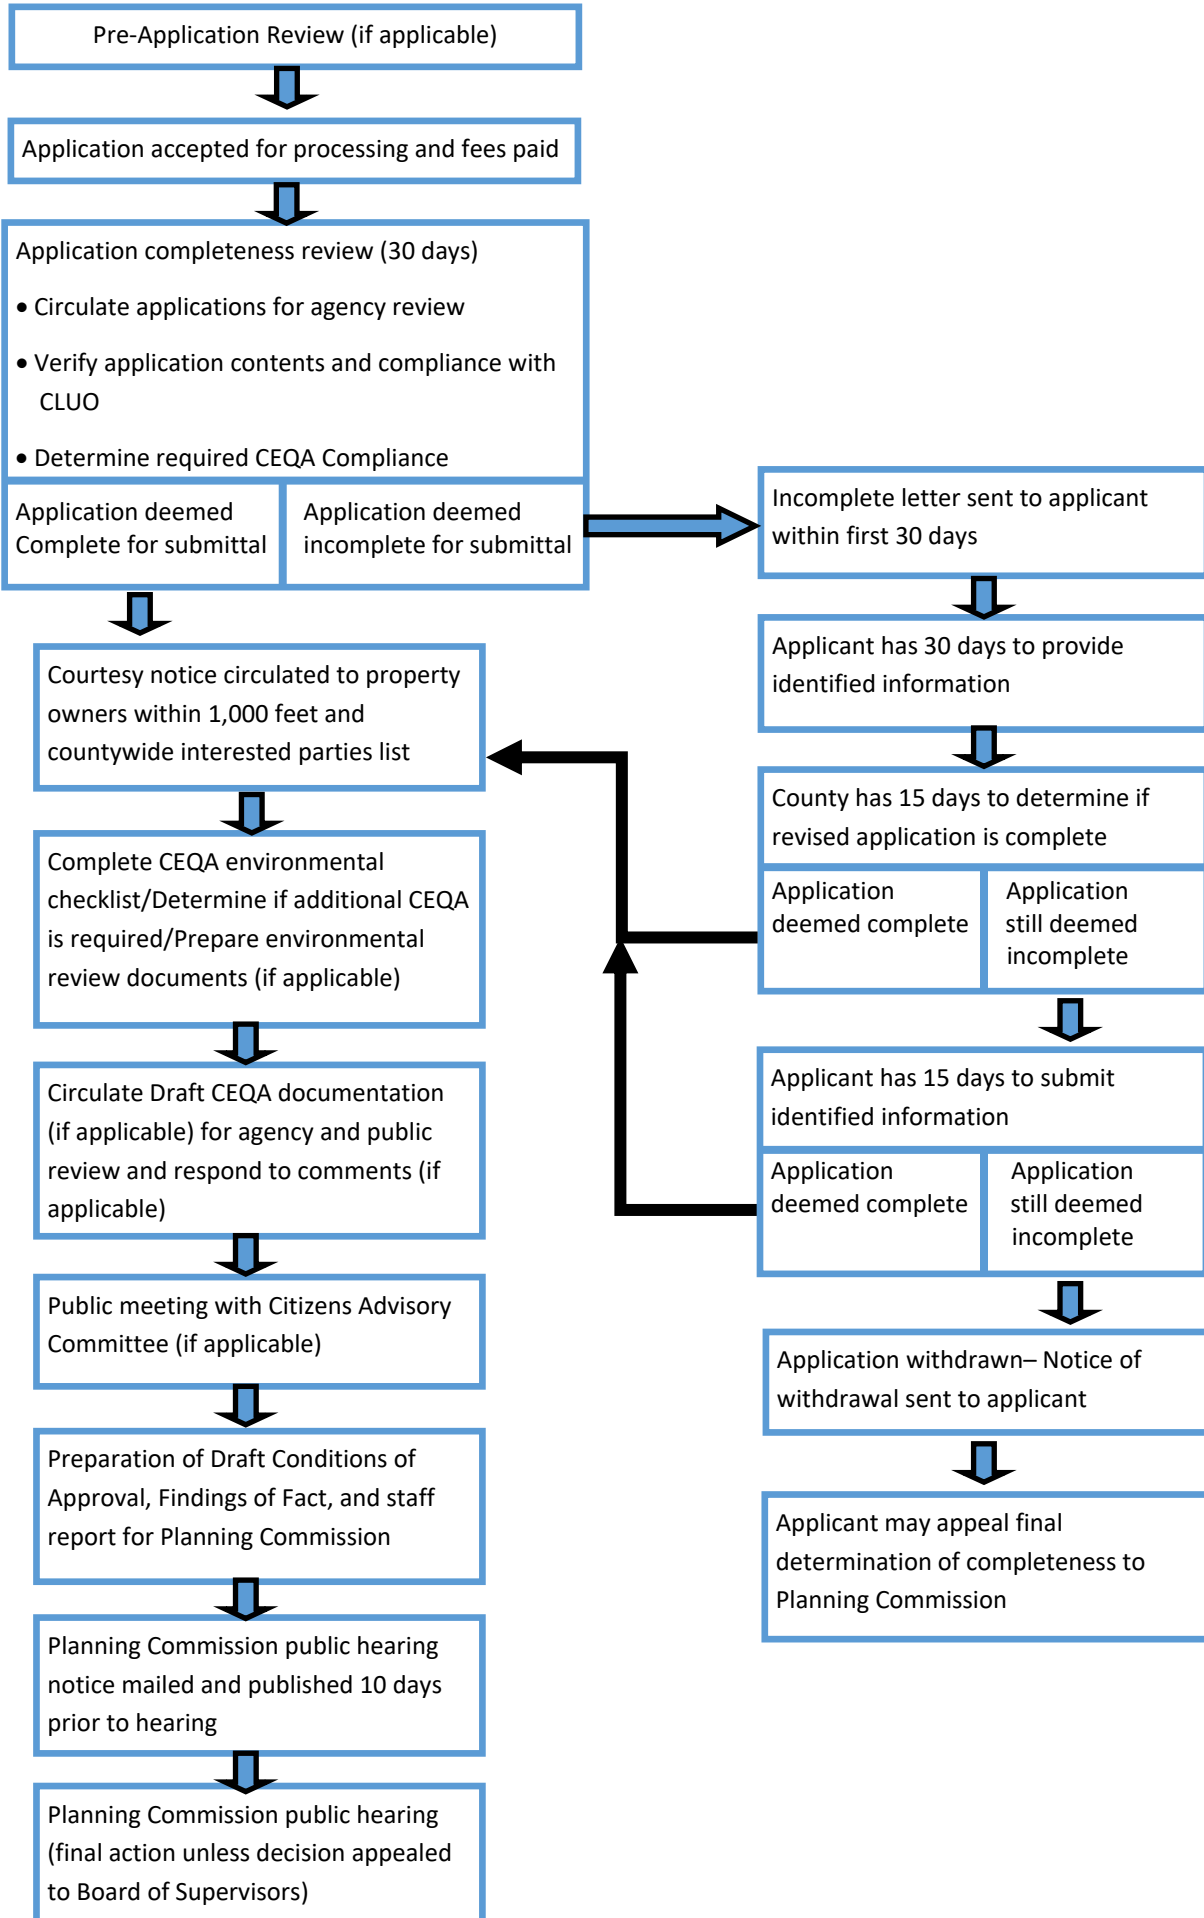 Pre-Application Review (if applicable)
Application accepted for processing and fees paid
Application completeness review (30 days)
• Circulate applications for agency review
• Verify application contents and compliance with
CLUO
• Determine required CEQA Compliance
Application deemed
Complete for submittal
Application deemed
incomplete for submittal
Courtesy notice circulated to property
owners within 1,000 feet and
countywide interested parties list
Complete CEQA environmental
checklist/Determine if additional CEQA
is required/Prepare environmental
review documents (if applicable)
Circulate Draft CEQA documentation
(if applicable) for agency and public
review and respond to comments (if
applicable)
Public meeting with Citizens Advisory
Committee (if applicable)
Preparation of Draft Conditions of
Approval, Findings of Fact, and staff
report for Planning Commission
Planning Commission public hearing
notice mailed and published 10 days
prior to hearing
Planning Commission public hearing
(final action unless decision appealed
to Board of Supervisors)
Incomplete letter sent to applicant
within first 30 days
Applicant has 30 days to provide
identified information
County has 15 days to determine if
revised application is complete
Application
deemed complete
Application
still deemed
incomplete
Applicant has 15 days to submit
identified information
Application
deemed complete
Application
still deemed
incomplete
Application withdrawn– Notice of
withdrawal sent to applicant
Applicant may appeal final
determination of completeness to
Planning Commission